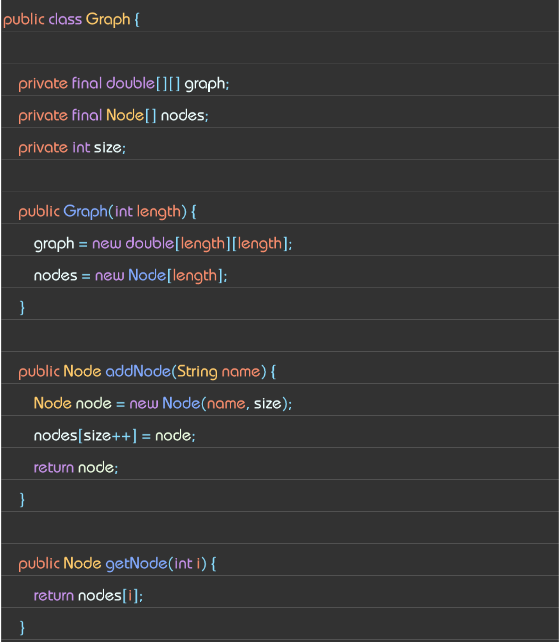 public class Graph {
private final double[][] graph;
private final Node[] nodes;
private int size;
public Graph(int length) {
graph = new double[length][length];
nodes = new Node[length];
}
public Node addNode(String name) {
Node node = new Node(name, size);
nodes[size++] = node;
return node;
}
public Node getNode(int i) {
return nodes[i];
}